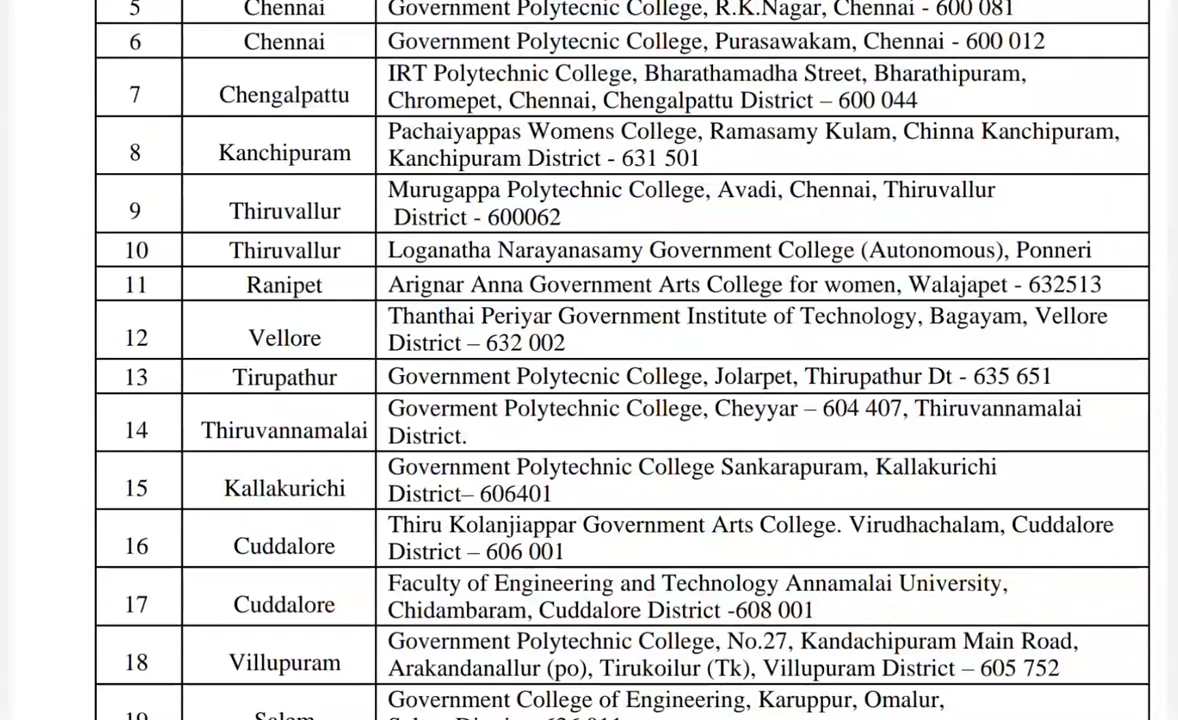 5 Chennai Government Polytecnic College, R.K.Nagar, Chennai - 600 081
6 Chennai Government Polytecnic College, Purasawakam, Chennai - 600 012
IRT Polytechnic College, Bharathamadha Street, Bharathipuram,
7 Chengalpattu Chromepet, Chennai, Chengalpattu District – 600 044
Pachaiyappas Womens College, Ramasamy Kulam, Chinna Kanchipuram,
8 Kanchipuram Kanchipuram District - 631 501
Murugappa Polytechnic College, Avadi, Chennai, Thiruvallur
9 Thiruvallur District - 600062
10 Thiruvallur Loganatha Narayanasamy Government College (Autonomous), Ponneri
11 Ranipet Arignar Anna Government Arts College for women, Walajapet - 632513
Thanthai Periyar Government Institute of Technology, Bagayam, Vellore
12 Vellore District – 632 002
13 Tirupathur Government Polytecnic College, Jolarpet, Thirupathur Dt - 635 651
Goverment Polytechnic College, Cheyyar – 604 407, Thiruvannamalai
14 Thiruvannamalai District.
Government Polytechnic College Sankarapuram, Kallakurichi
15 Kallakurichi District– 606401
Thiru Kolanjiappar Government Arts College. Virudhachalam, Cuddalore
16 Cuddalore District – 606 001
Faculty of Engineering and Technology Annamalai University,
17 Cuddalore Chidambaram, Cuddalore District -608 001
Government Polytechnic College, No.27, Kandachipuram Main Road,
18 Villupuram Arakandanallur (po), Tirukoilur (Tk), Villupuram District – 605 752
Government College of Engineering, Karuppur, Omalur,
19 Salem